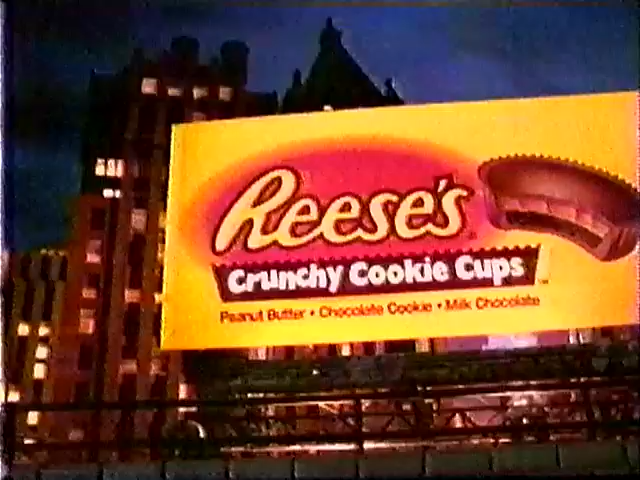 Reese's
Crunchy Cookie Cups
Peanut Butter • Chocolate Cookie • Milk Chocolate